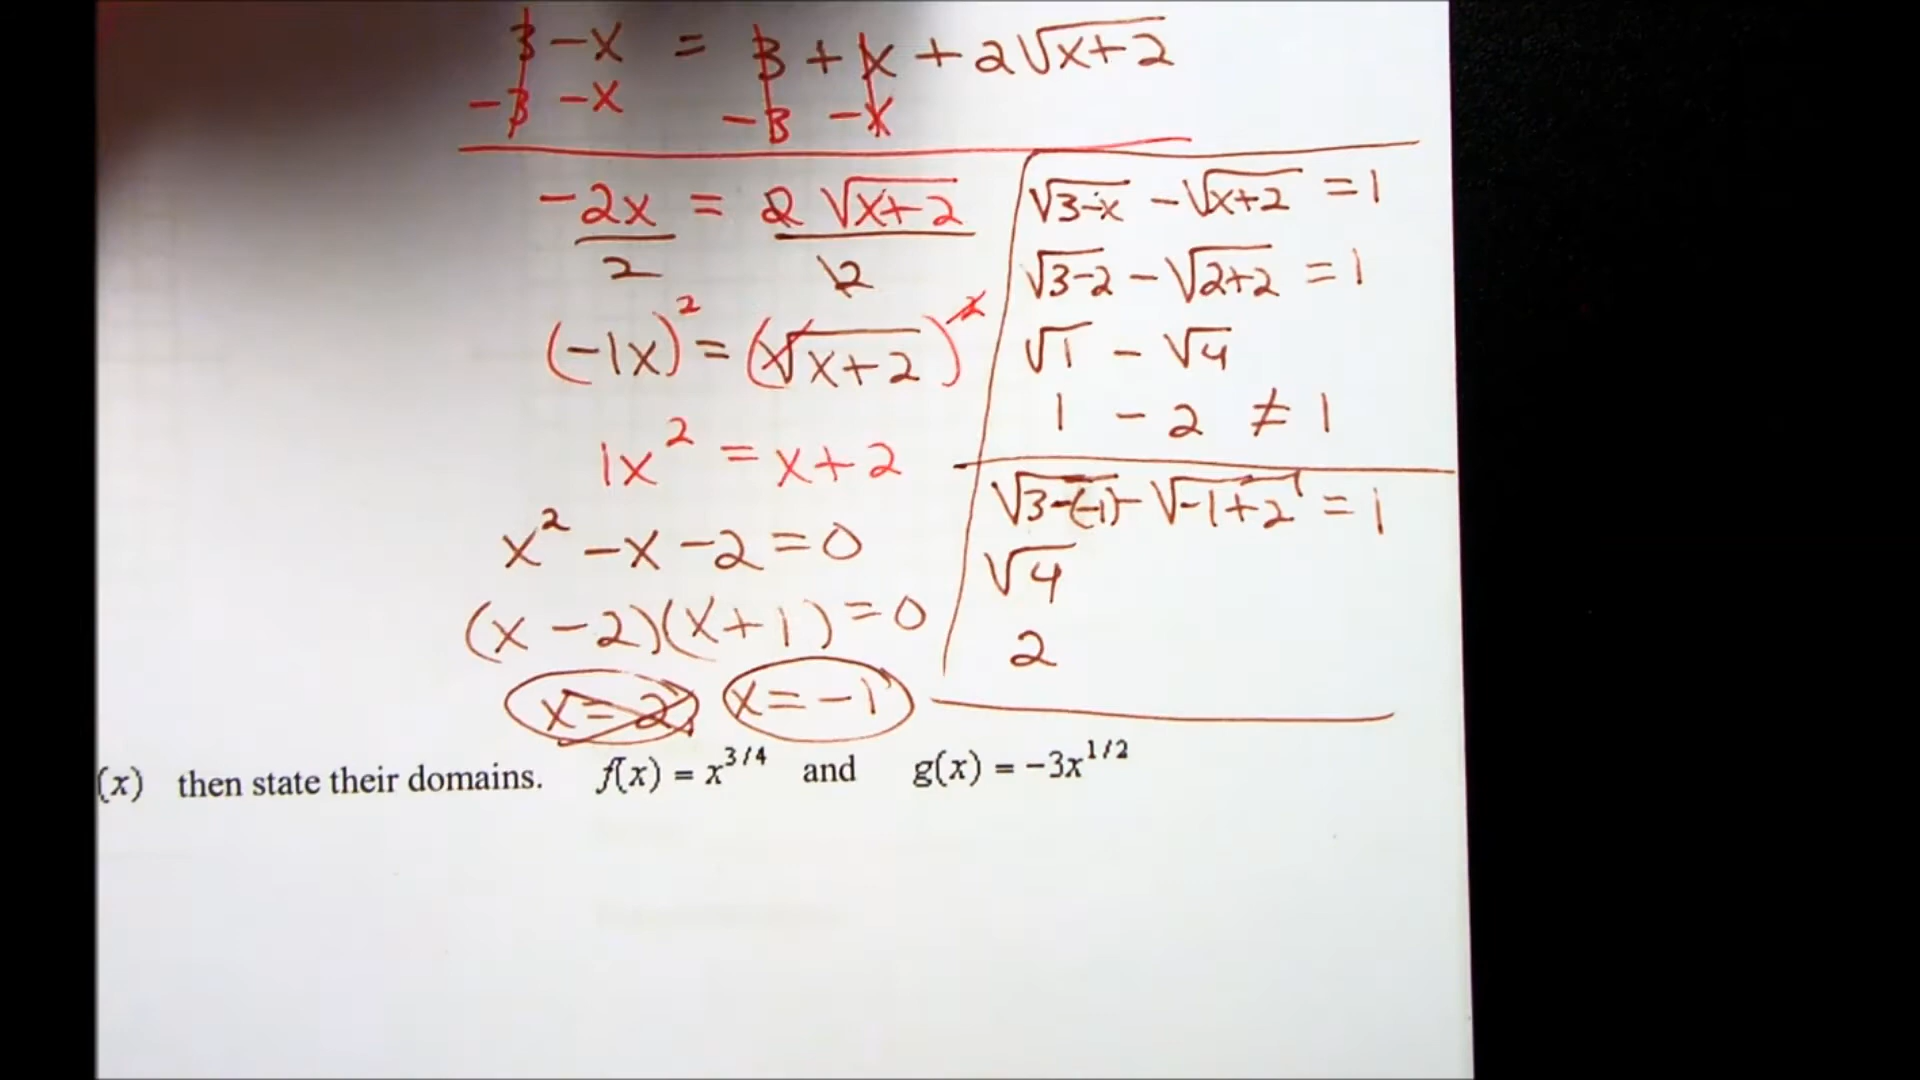 3 - x = 3 + x + 2√x+2
-3 -x -3 -x
-2x = 2 √x+2
2 2
(-1x)² = (√x+2)²
1x² = x+2
x² - x - 2 = 0
(x - 2)(x + 1) = 0
x = 2, x = -1
√3-x - √x+2 = 1
√3-2 - √2+2 = 1
√1 - √4
1 - 2 ≠ 1
√3-(-1) - √-1+2 = 1
√4
2
(x) then state their domains. f(x) = x^3/4 and g(x) = -3x^1/2